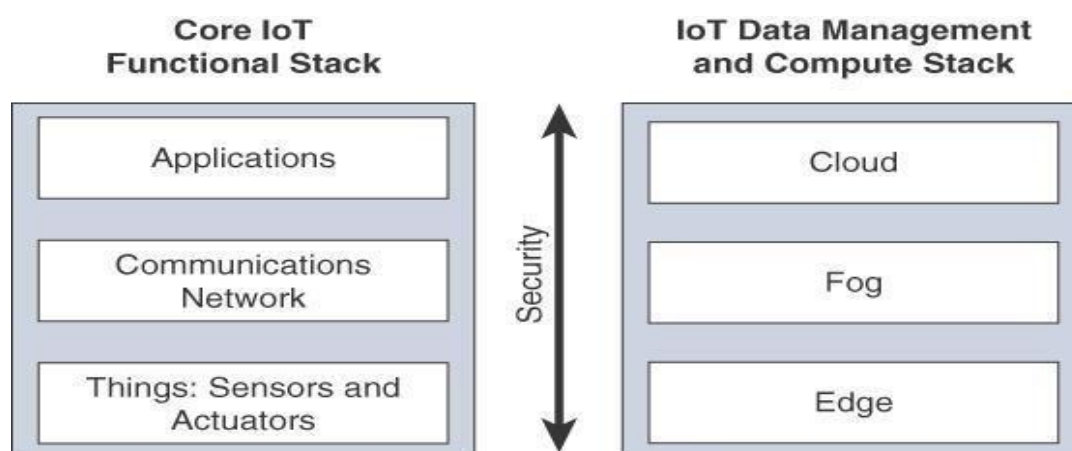 Core IoT
Functional Stack
Applications
Communications
Network
Things: Sensors and
Actuators
Security
IoT Data Management
and Compute Stack
Cloud
Fog
Edge